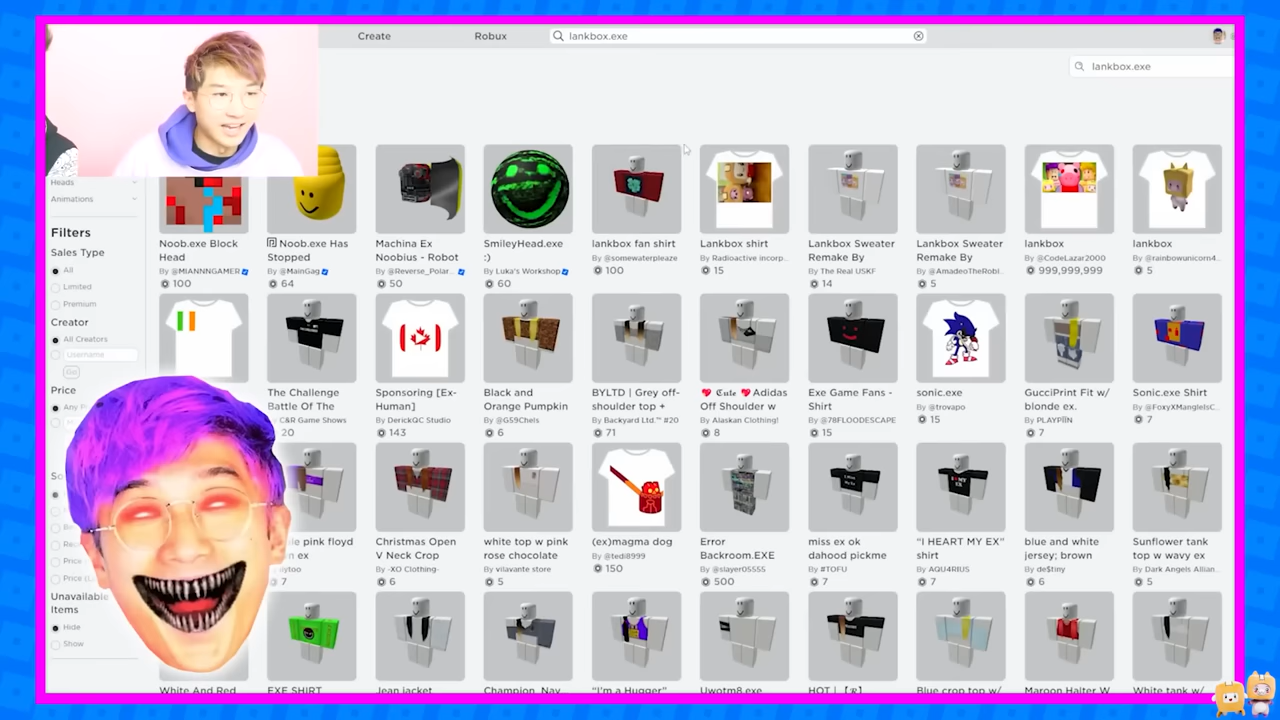 Create Robux lankbox.exe
lankbox.exe
Heads
Animations
Filters
Sales Type
All
Limited
Premium
Creator
All Creators
Username
Go
Price
Unavailable
Items
Hide
Show
Noob.exe Block
Head
By @MIANNNGAMER
100
Noob.exe Has
Stopped
By @MainGag
64
Machina Ex
Noobius - Robot
By @Reverse_Polar...
50
SmileyHead.exe
:)
By Luka's Workshop
60
lankbox fan shirt
By @somewaterpleaze
100
Lankbox shirt
By Radioactive incorp...
15
Lankbox Sweater
Remake By
By The Real USKF
14
Lankbox Sweater
Remake By
By @AmadeoTheRobi...
5
lankbox
By @CodeLazar2000
999,999,999
lankbox
By @rainbowunicorn4...
5
The Challenge
Battle Of The
C&R Game Shows
20
Sponsoring [Ex-
Human]
By DerickQC Studio
143
Black and
Orange Pumpkin
By @G59Chels
6
BYLTD | Grey off-
shoulder top +
By Backyard Ltd.™ #20
71
💖 𝕮𝖚𝖙𝖊 💖Adidas
Off Shoulder w
By Alaskan Clothing!
8
Exe Game Fans -
Shirt
By @78FLOODESCAPE
15
sonic.exe
By @trovapo
15
GucciPrint Fit w/
blonde ex.
By PLAYPIIN
7
Sonic.exe Shirt
By @FoxyXMangleIsC...
7
pink floyd
ex
7
Christmas Open
V Neck Crop
By -XO Clothing-
6
white top w pink
rose chocolate
By vilavante store
5
(ex)magma dog
By @tedi8999
150
Error
Backroom.EXE
By @slayer05555
500
miss ex ok
dahood pickme
By #TOFU
7
“I HEART MY EX”
shirt
By AQU4RIUS
7
blue and white
jersey; brown
By de$tiny
6
Sunflower tank
top w wavy ex
By Dark Angels Allian...
5
White And Red
EXE SHIRT
Jean jacket
Champion, Nav
“I'm a Hugger”
Uwotm8.exe
HOT | 【R】
Blue crop top w/
Maroon Halter W
White tank w/